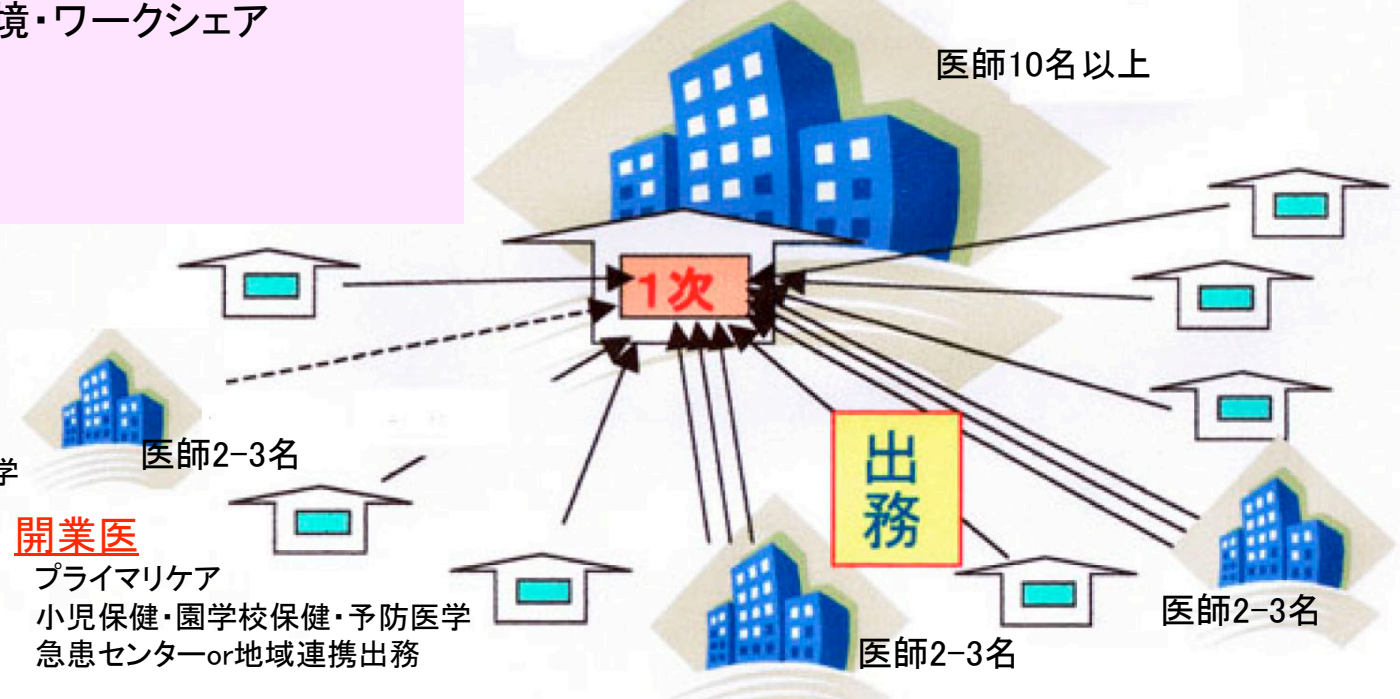 境・ワークシェア
医師10名以上
1次
医師2-3名
学
出
務
開業医
プライマリケア
小児保健・園学校保健・予防医学
急患センターor地域連携出務
医師2-3名
医師2-3名